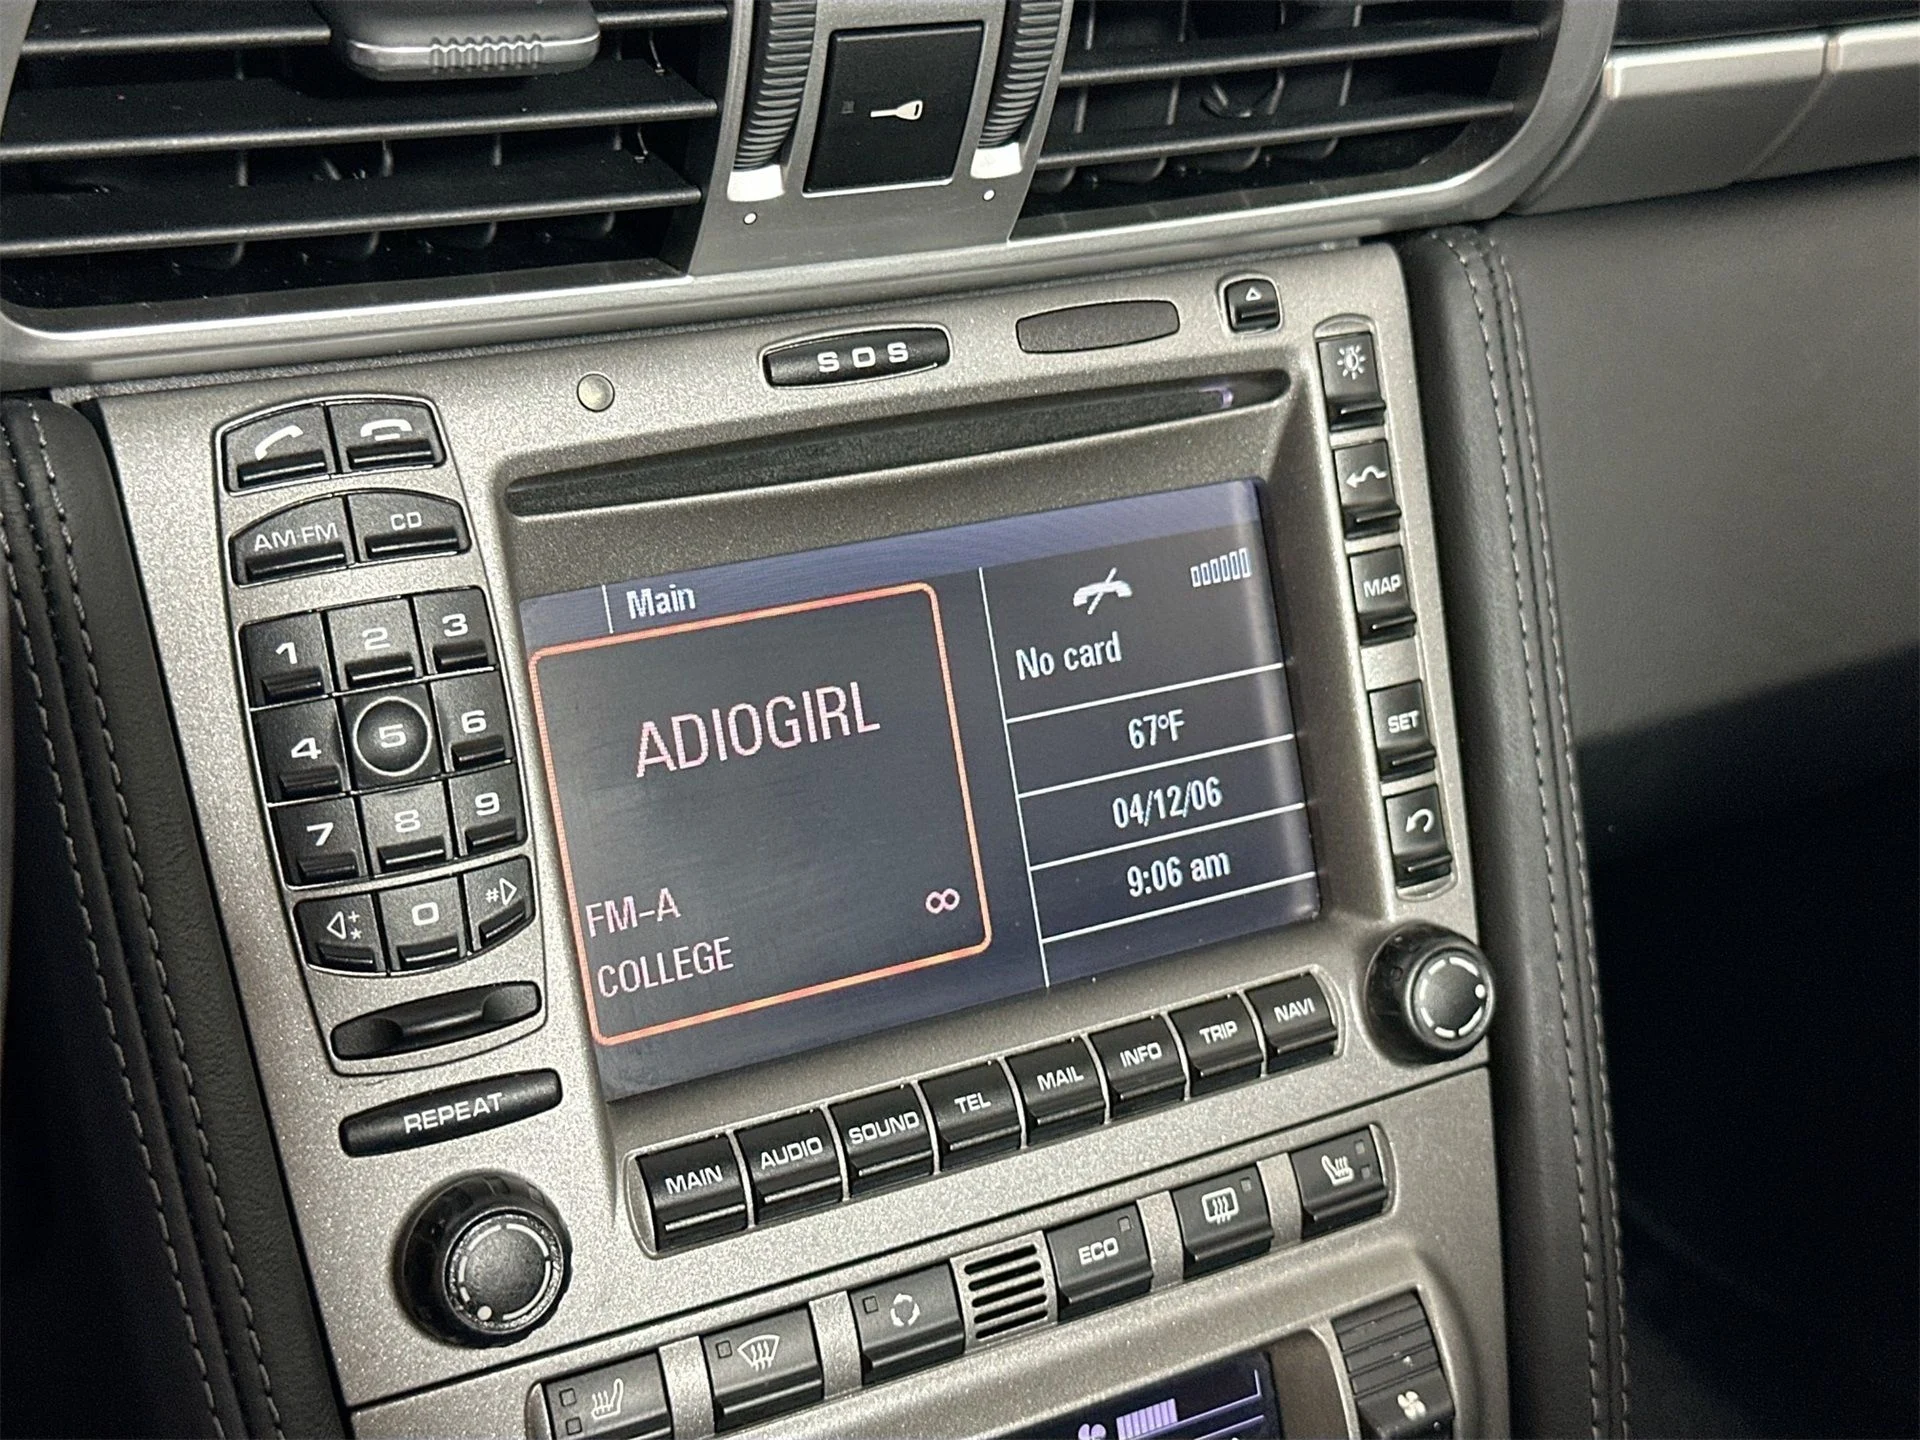 SOS
AM·FM CD
1 2 3
4 5 6
7 8 9
+
* 0 #
REPEAT
Main
ADIOGIRL
FM-A
COLLEGE
No card
67°F
04/12/06
9:06 am
MAP
SET
MAIN AUDIO SOUND TEL MAIL INFO TRIP NAVI
ECO